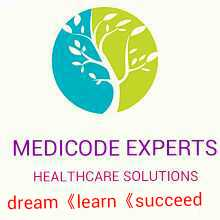 MEDICODE EXPERTS
HEALTHCARE SOLUTIONS
dream《learn《succeed